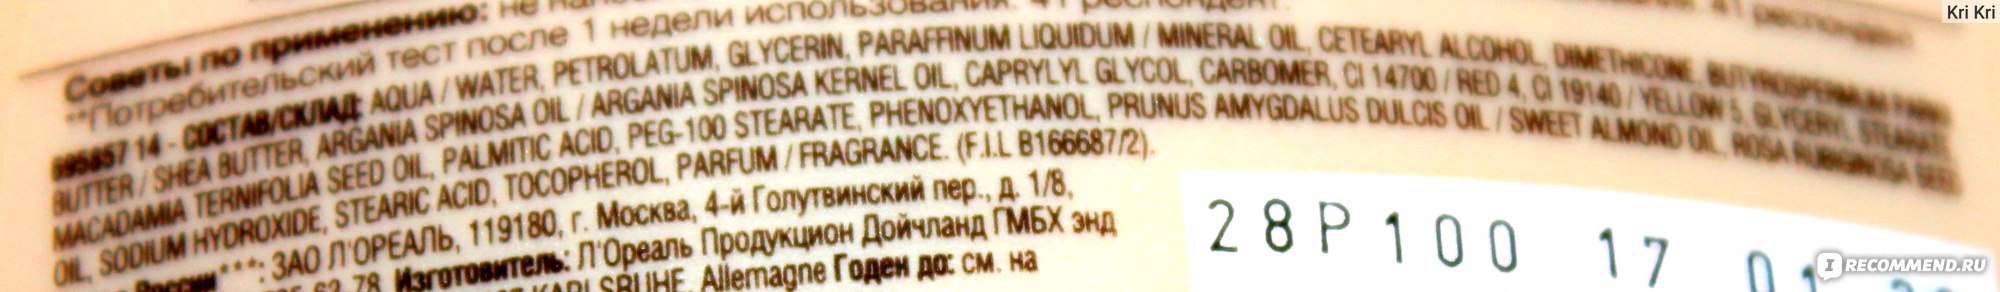 Kri Kri
Советы по применению: не
**Потребительский тест после 1 недели использования. 41 респондент.
14 - СОСТАВ/СКЛАД: AQUA / WATER, PETROLATUM, GLYCERIN, PARAFFINUM LIQUIDUM / MINERAL OIL, CETEARYL ALCOHOL, DIMETHICONE, BUTYROSPERMUM PARKII
BUTTER / SHEA BUTTER, ARGANIA SPINOSA OIL / ARGANIA SPINOSA KERNEL OIL, CAPRYLYL GLYCOL, CARBOMER, CI 14700 / RED 4, CI 19140 / YELLOW 5, GLYCERYL STEARATE,
MACADAMIA TERNIFOLIA SEED OIL, PALMITIC ACID, PEG-100 STEARATE, PHENOXYETHANOL, PRUNUS AMYGDALUS DULCIS OIL / SWEET ALMOND OIL, ROSA RUBIGINOSA SEED
OIL, SODIUM HYDROXIDE, STEARIC ACID, TOCOPHEROL, PARFUM / FRAGRANCE. (F.I.L B166687/2).
России ***: ЗАО Л'ОРЕАЛЬ, 119180, г. Москва, 4-й Голутвинский пер., д. 1/8,
Изготовитель: Л'Ореаль Продукцион Дойчланд ГМБХ энд
KARLSRUHE, Allemagne Годен до: см. на
28P100 17 01
IRECOMMEND.RU